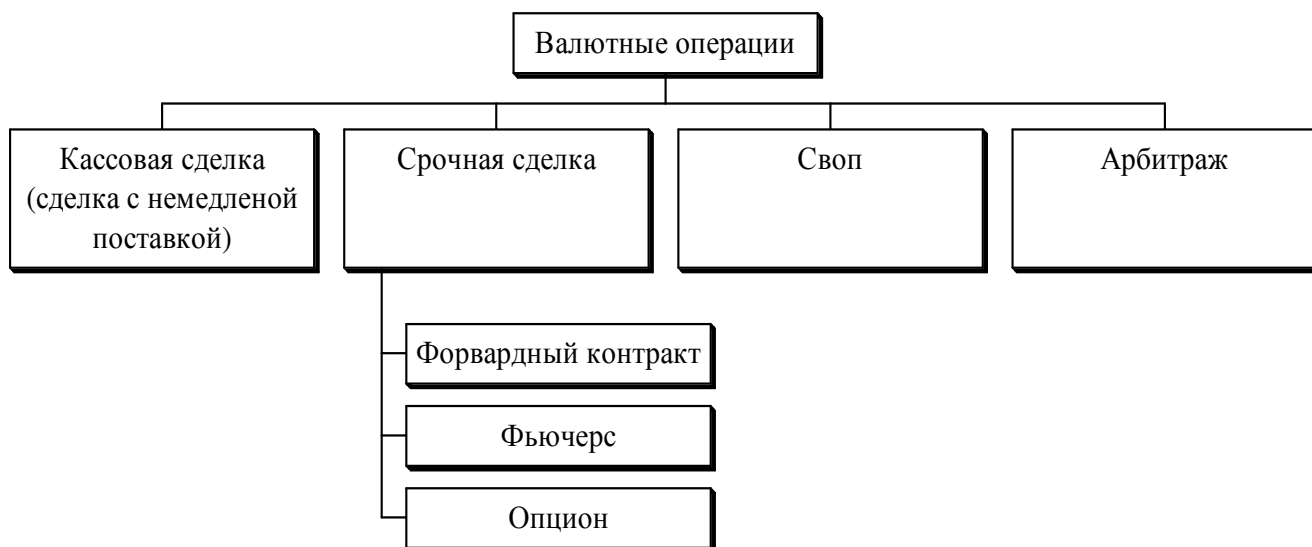 Валютные операции
Кассовая сделка
(сделка с немедленой
поставкой)
Срочная сделка
Своп
Арбитраж
Форвардный контракт
Фьючерс
Опцион